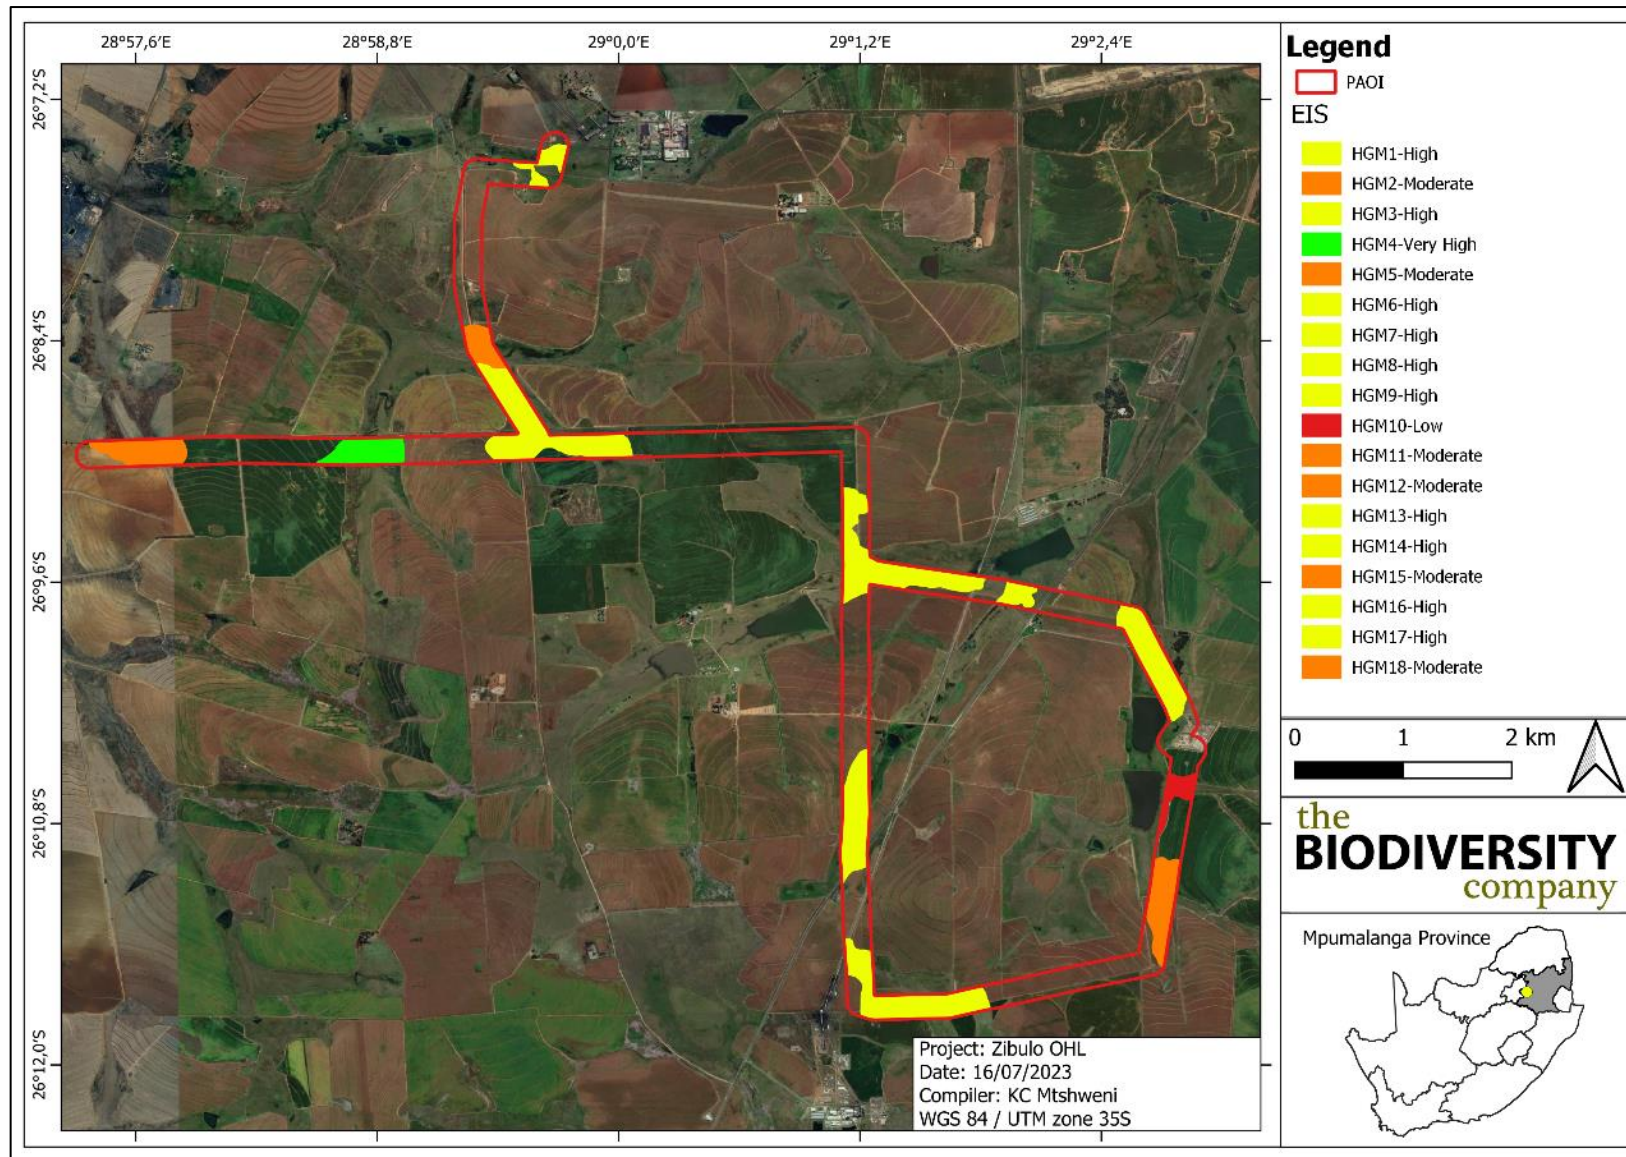 28°57,6′E 28°58,8′E 29°0,0′E 29°1,2′E 29°2,4′E
26°7,2′S
26°8,4′S
26°9,6′S
26°10,8′S
26°12,0′S
Project: Zibulo OHL
Date: 16/07/2023
Compiler: KC Mtshweni
WGS 84 / UTM zone 35S
Legend
PAOI
EIS
HGM1-High
HGM2-Moderate
HGM3-High
HGM4-Very High
HGM5-Moderate
HGM6-High
HGM7-High
HGM8-High
HGM9-High
HGM10-Low
HGM11-Moderate
HGM12-Moderate
HGM13-High
HGM14-High
HGM15-Moderate
HGM16-High
HGM17-High
HGM18-Moderate
0 1 2 km
the
BIODIVERSITY
company
Mpumalanga Province